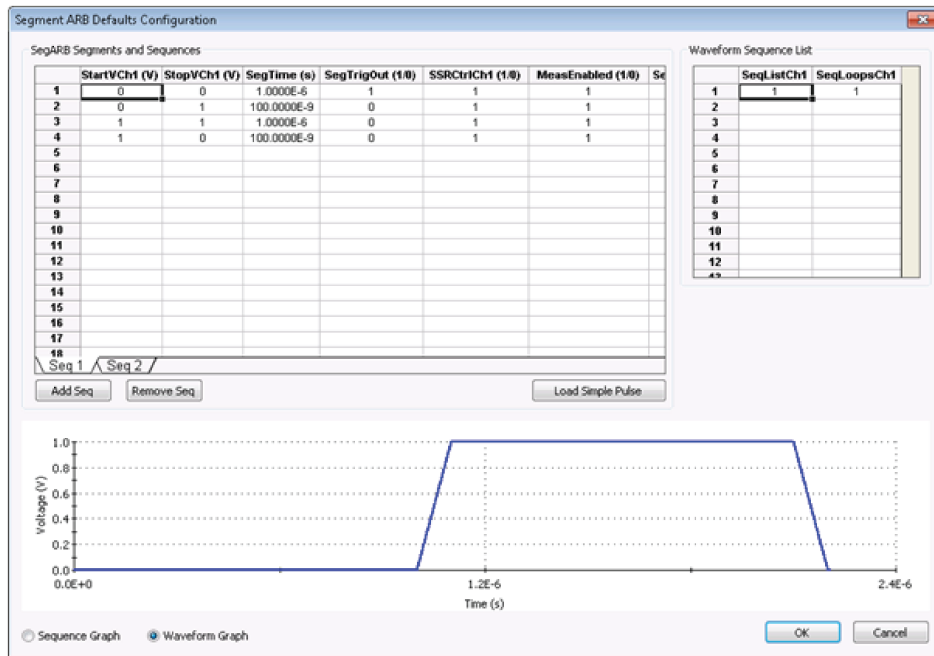 Segment ARB Defaults Configuration
SegARB Segments and Sequences
StartVCh1 (V) StopVCh1 (V) SegTime (s) SegTrigOut (1/0) SSRCtrlCh1 (1/0) MeasEnabled (1/0) Se
1 0 0 1.0000E-6 1 1 1
2 0 1 100.0000E-9 0 1 1
3 1 1 1.0000E-6 0 1 1
4 1 0 100.0000E-9 0 1 1
5
6
7
8
9
10
11
12
13
14
15
16
17
18
Seq 1 Seq 2
Add Seq Remove Seq Load Simple Pulse
Waveform Sequence List
SeqListCh1 SeqLoopsCh1
1 1 1
2
3
4
5
6
7
8
9
10
11
12
13
Voltage (V)
1.0
0.8
0.6
0.4
0.2
0.0
0.0E+0 1.2E-6 2.4E-6
Time (s)
Sequence Graph Waveform Graph OK Cancel